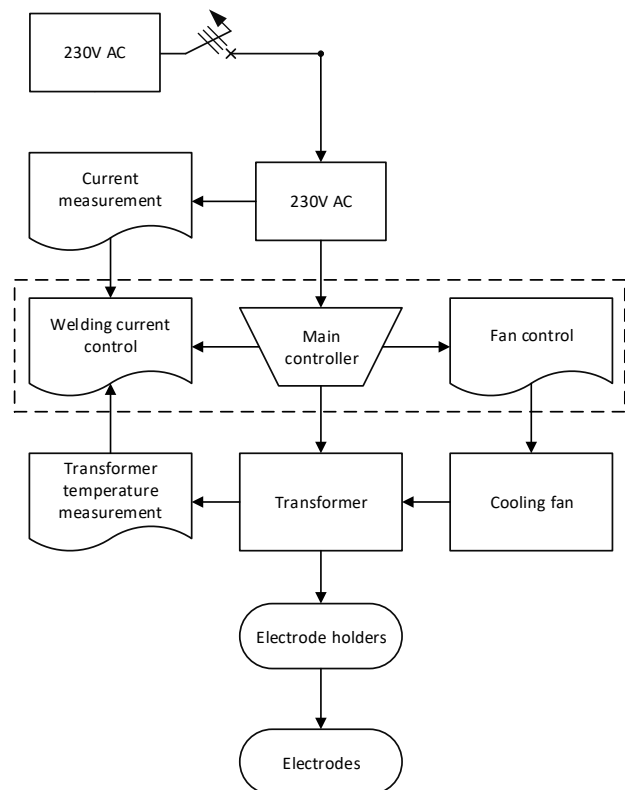 230V AC
Current
measurement
230V AC
Welding current
control
Main
controller
Fan control
Transformer
temperature
measurement
Transformer
Cooling fan
Electrode holders
Electrodes